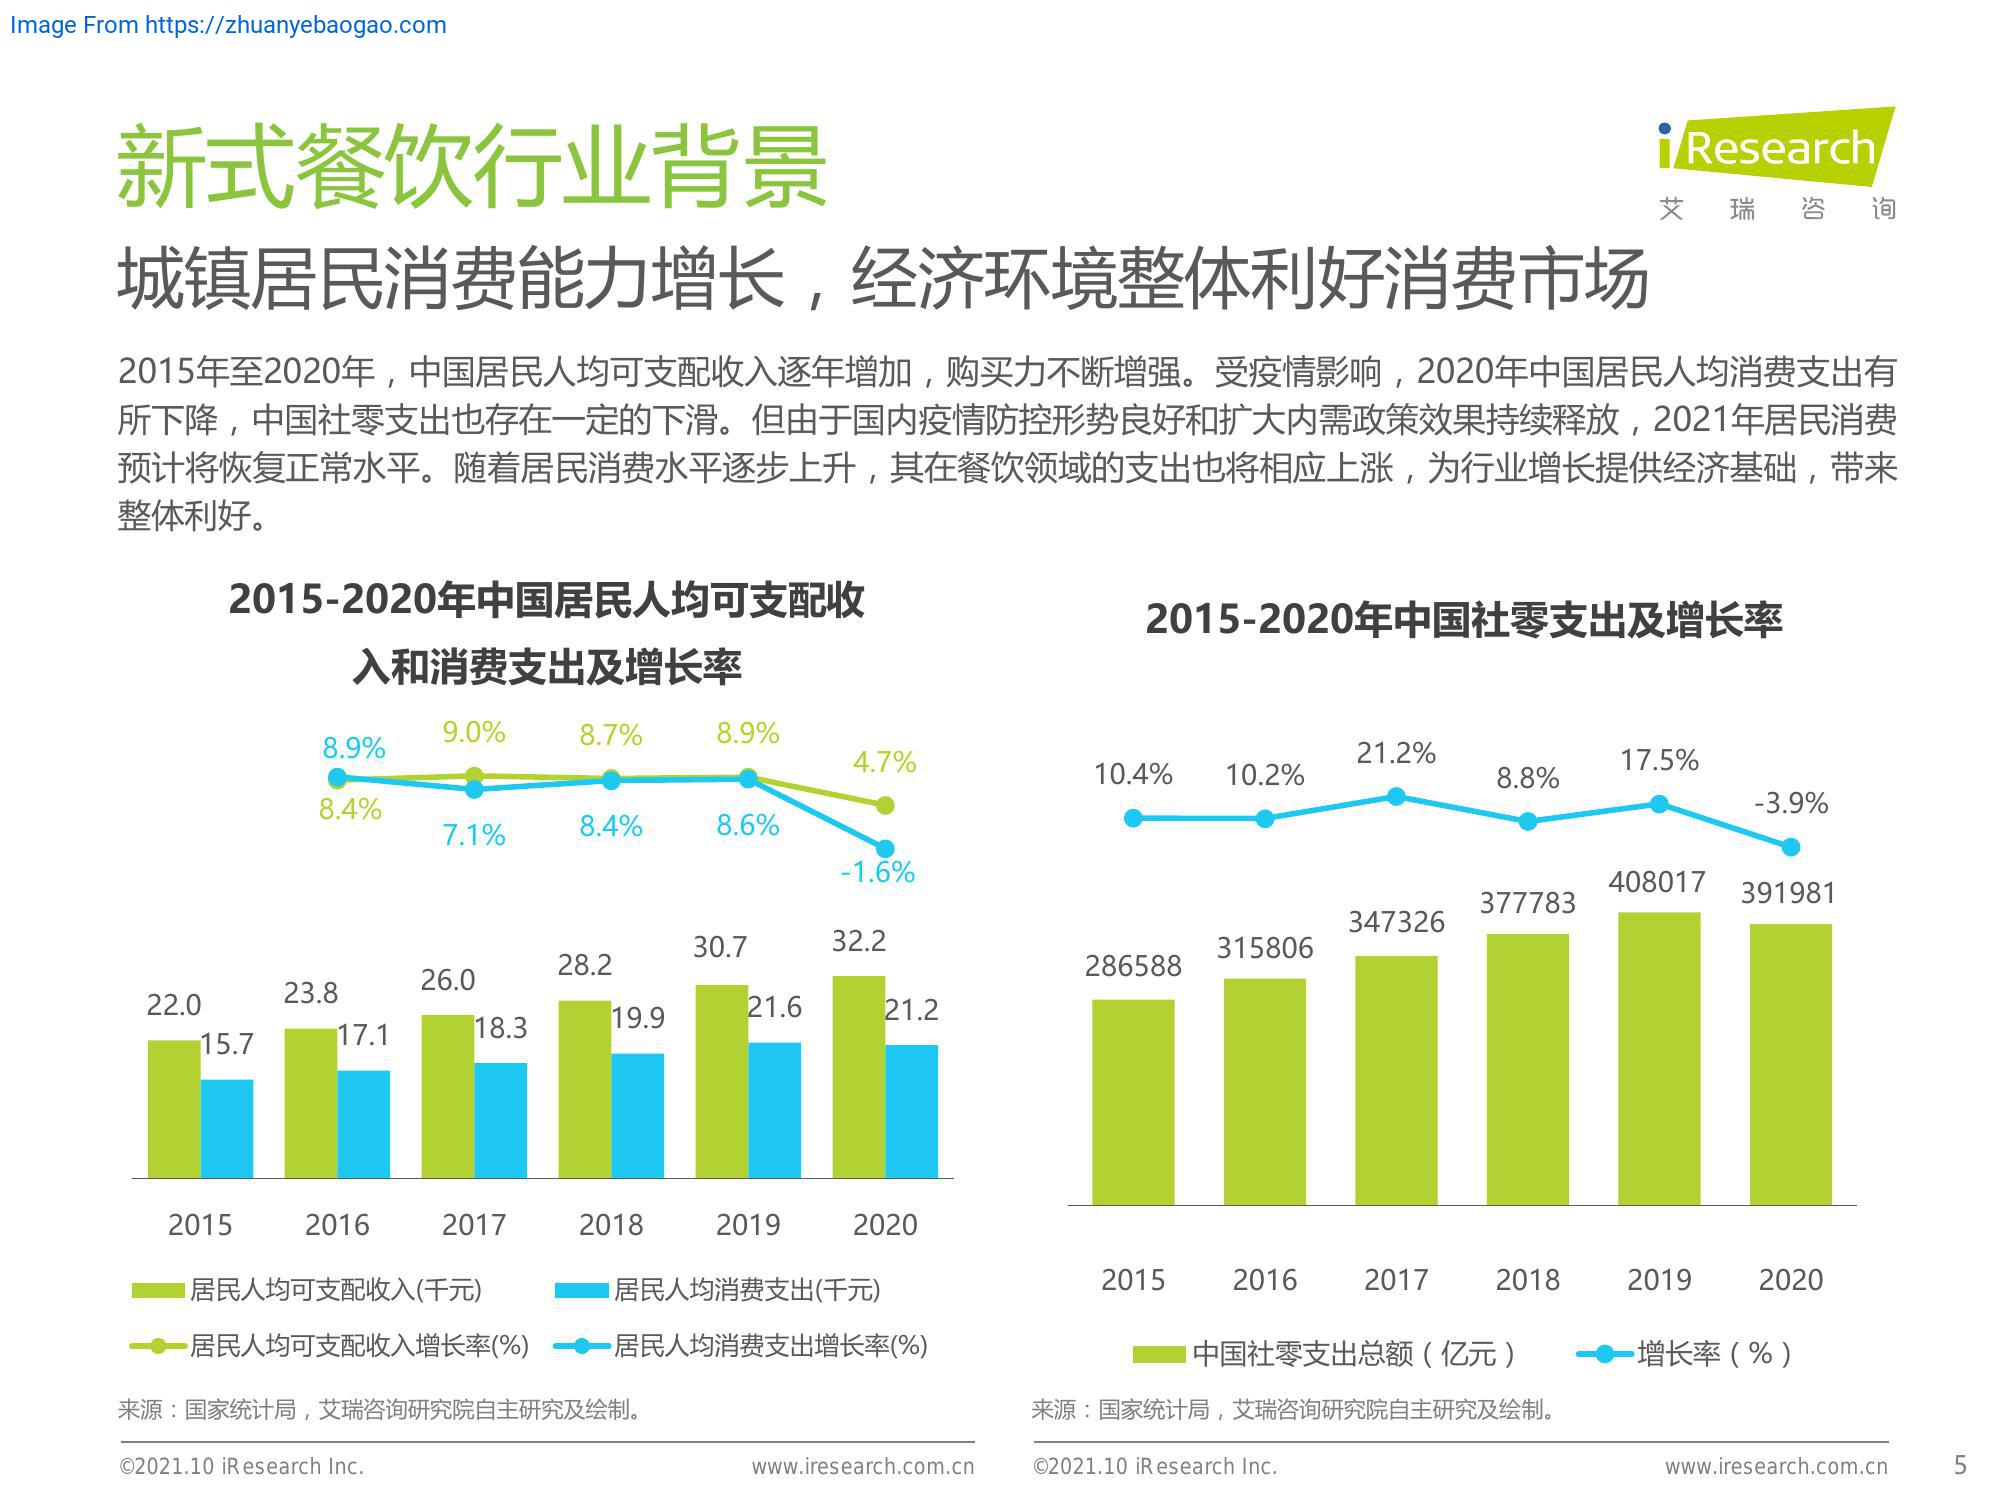 Image From https://zhuanyebaogao.com
新式餐饮行业背景
iResearch
艾瑞咨询
城镇居民消费能力增长，经济环境整体利好消费市场
2015年至2020年，中国居民人均可支配收入逐年增加，购买力不断增强。受疫情影响，2020年中国居民人均消费支出有
所下降，中国社零支出也存在一定的下滑。但由于国内疫情防控形势良好和扩大内需政策效果持续释放，2021年居民消费
预计将恢复正常水平。随着居民消费水平逐步上升，其在餐饮领域的支出也将相应上涨，为行业增长提供经济基础，带来
整体利好。
2015-2020年中国居民人均可支配收
入和消费支出及增长率
8.9% 9.0% 8.7% 8.9% 4.7%
8.4% 7.1% 8.4% 8.6% -1.6%
22.0 23.8 26.0 28.2 30.7 32.2
15.7 17.1 18.3 19.9 21.6 21.2
2015 2016 2017 2018 2019 2020
居民人均可支配收入(千元) 居民人均消费支出(千元)
居民人均可支配收入增长率(%) 居民人均消费支出增长率(%)
来源：国家统计局，艾瑞咨询研究院自主研究及绘制。
©2021.10 iResearch Inc. www.iresearch.com.cn
2015-2020年中国社零支出及增长率
10.4% 10.2% 21.2% 8.8% 17.5% -3.9%
286588 315806 347326 377783 408017 391981
2015 2016 2017 2018 2019 2020
中国社零支出总额（亿元） 增长率（%）
来源：国家统计局，艾瑞咨询研究院自主研究及绘制。
©2021.10 iResearch Inc. www.iresearch.com.cn
5